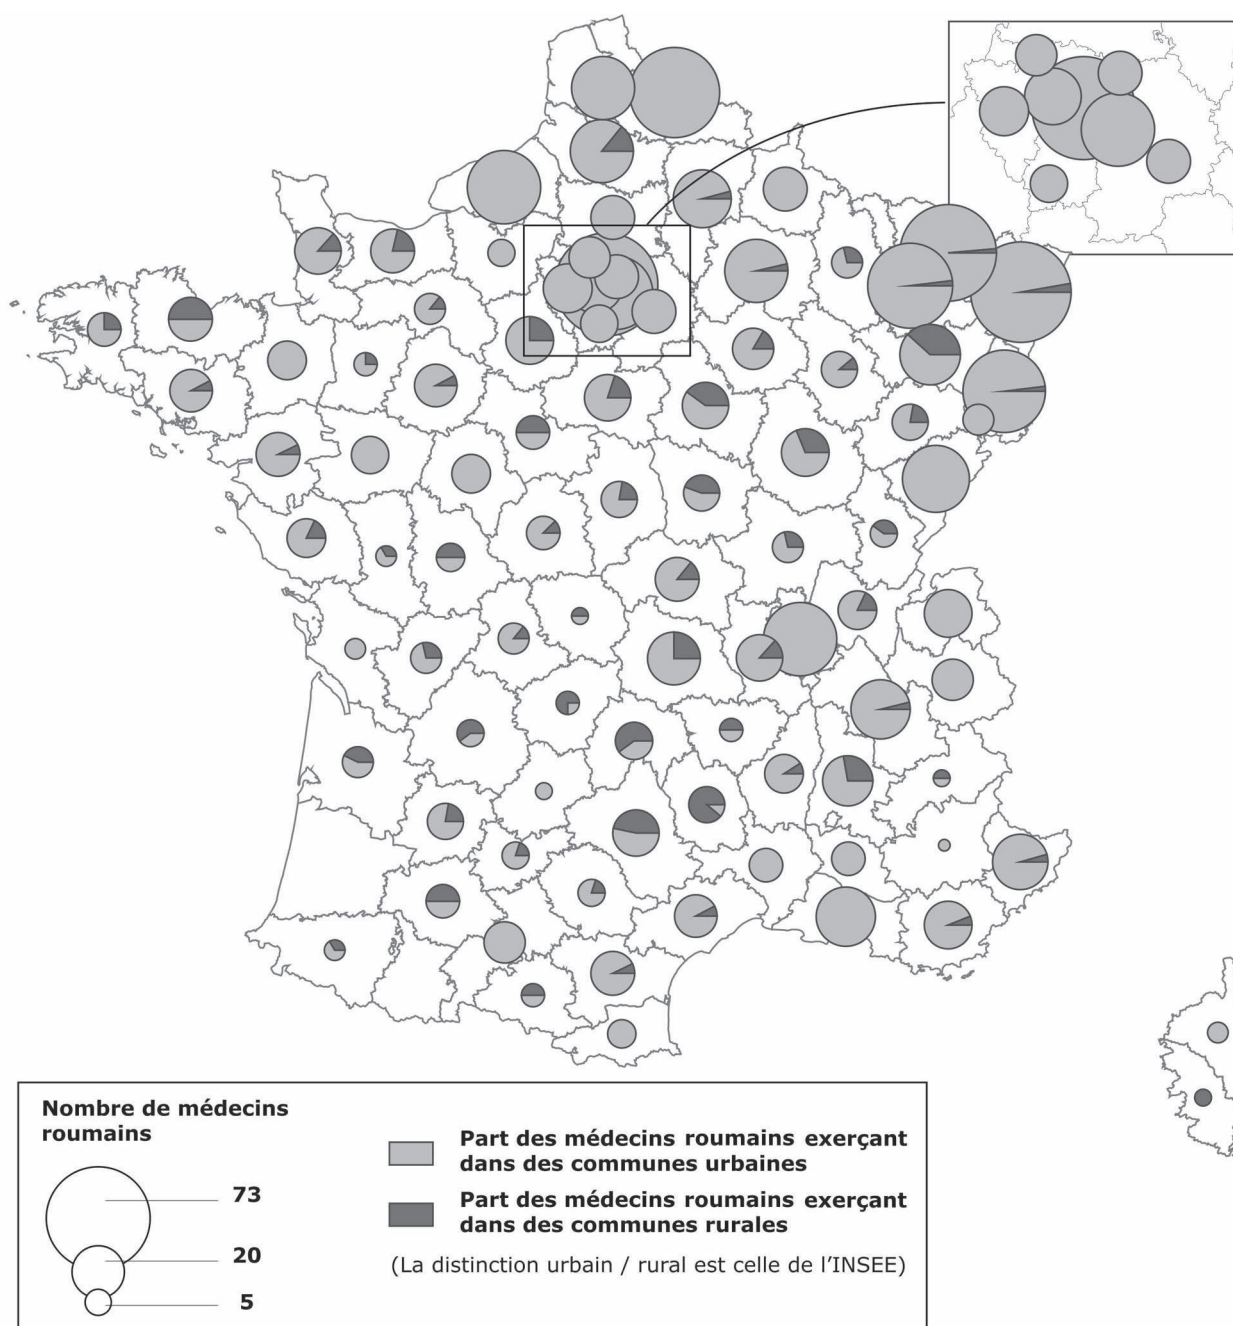 Nombre de médecins
roumains
73
20
5
Part des médecins roumains exerçant
dans des communes urbaines
Part des médecins roumains exerçant
dans des communes rurales
(La distinction urbain / rural est celle de l'INSEE)